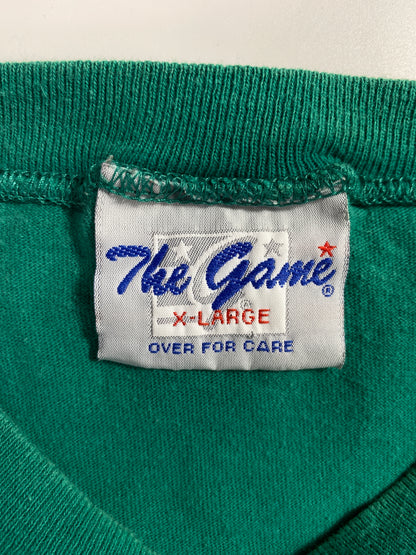 The Game®
X-LARGE
OVER FOR CARE